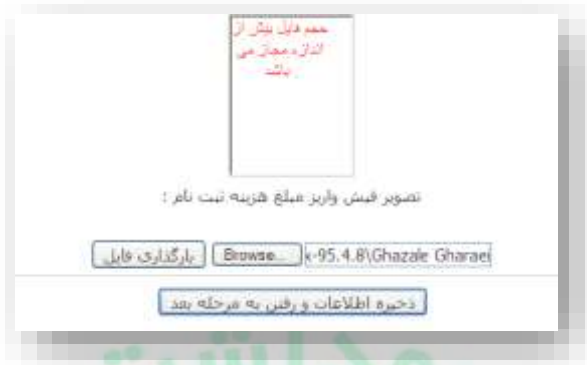 حجم فایل بیش از
اندازه مجاز می
باشد
تصویر فیش واریز مبلغ هزینه ثبت نام :
بارگذاری فایل Browse... x-95.4.8\Ghazale Gharaei
ذخیره اطلاعات و رفتن به مرحله بعد